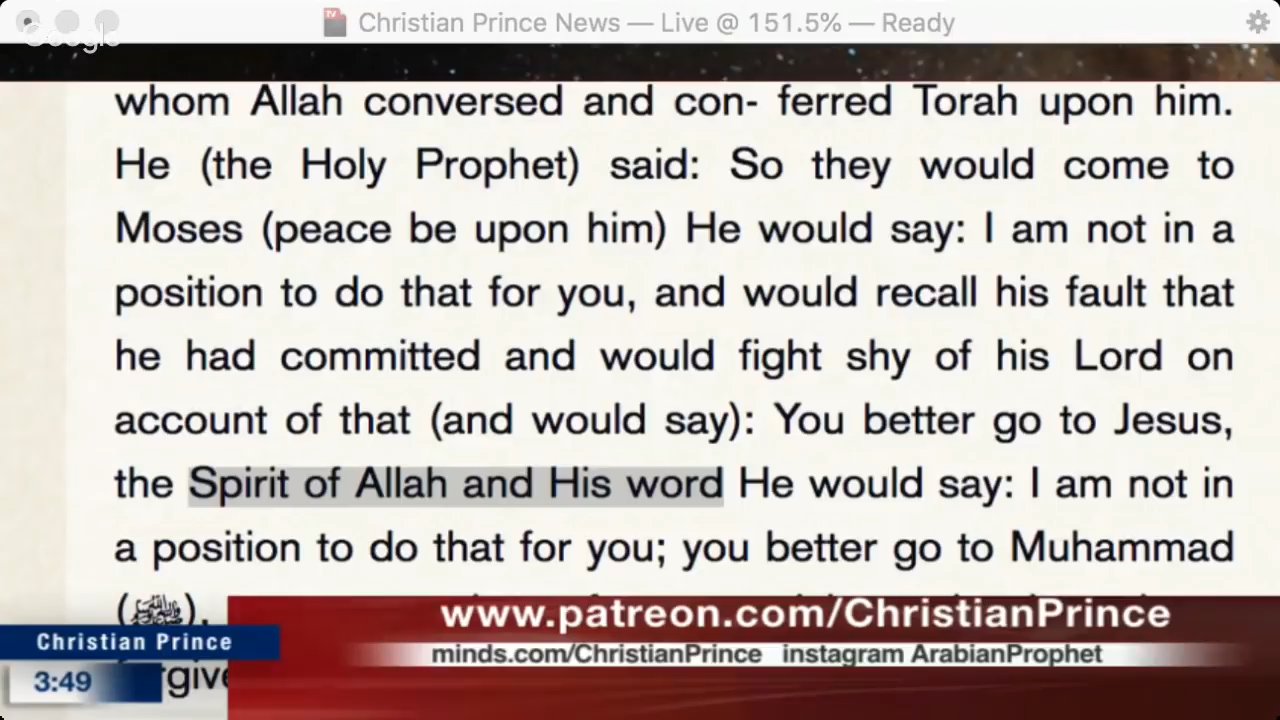 Christian Prince News — Live @ 151.5% — Ready
Google
whom Allah conversed and con- ferred Torah upon him.
He (the Holy Prophet) said: So they would come to
Moses (peace be upon him) He would say: I am not in a
position to do that for you, and would recall his fault that
he had committed and would fight shy of his Lord on
account of that (and would say): You better go to Jesus,
the Spirit of Allah and His word He would say: I am not in
a position to do that for you; you better go to Muhammad
(ﷺ),
www.patreon.com/ChristianPrince
Christian Prince
minds.com/ChristianPrince instagram ArabianProphet
3:49